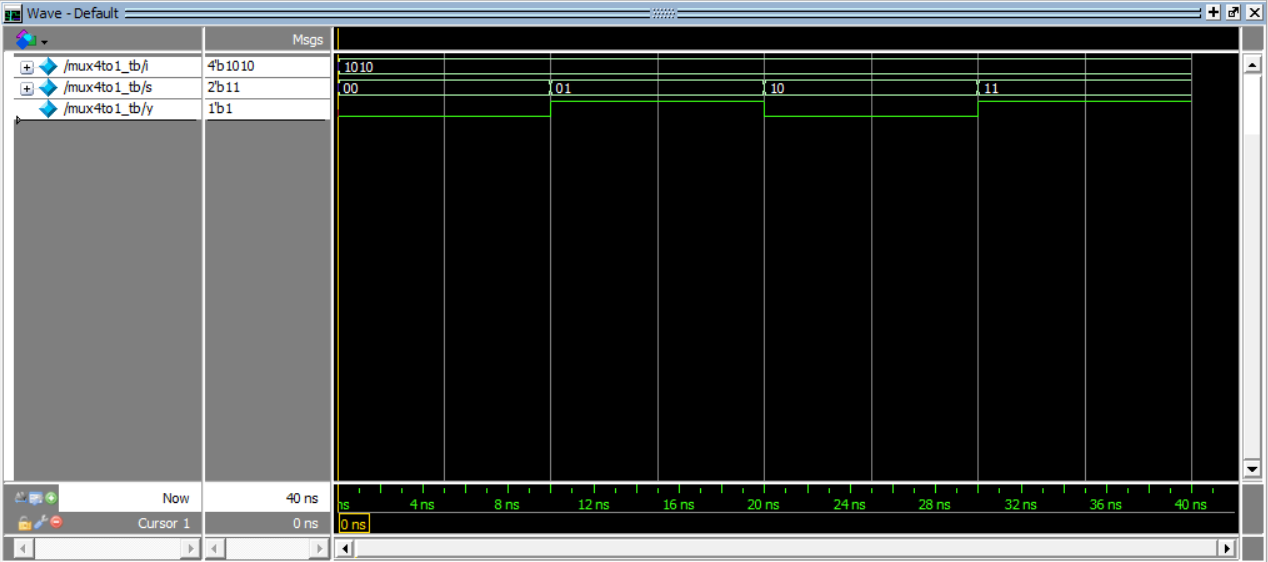 Wave - Default
Msgs
/mux4to1_tb/i 4'b1010 1010
/mux4to1_tb/s 2'b11 00 01 10 11
/mux4to1_tb/y 1'b1
Now 40 ns ns 4 ns 8 ns 12 ns 16 ns 20 ns 24 ns 28 ns 32 ns 36 ns 40 ns
Cursor 1 0 ns 0 ns